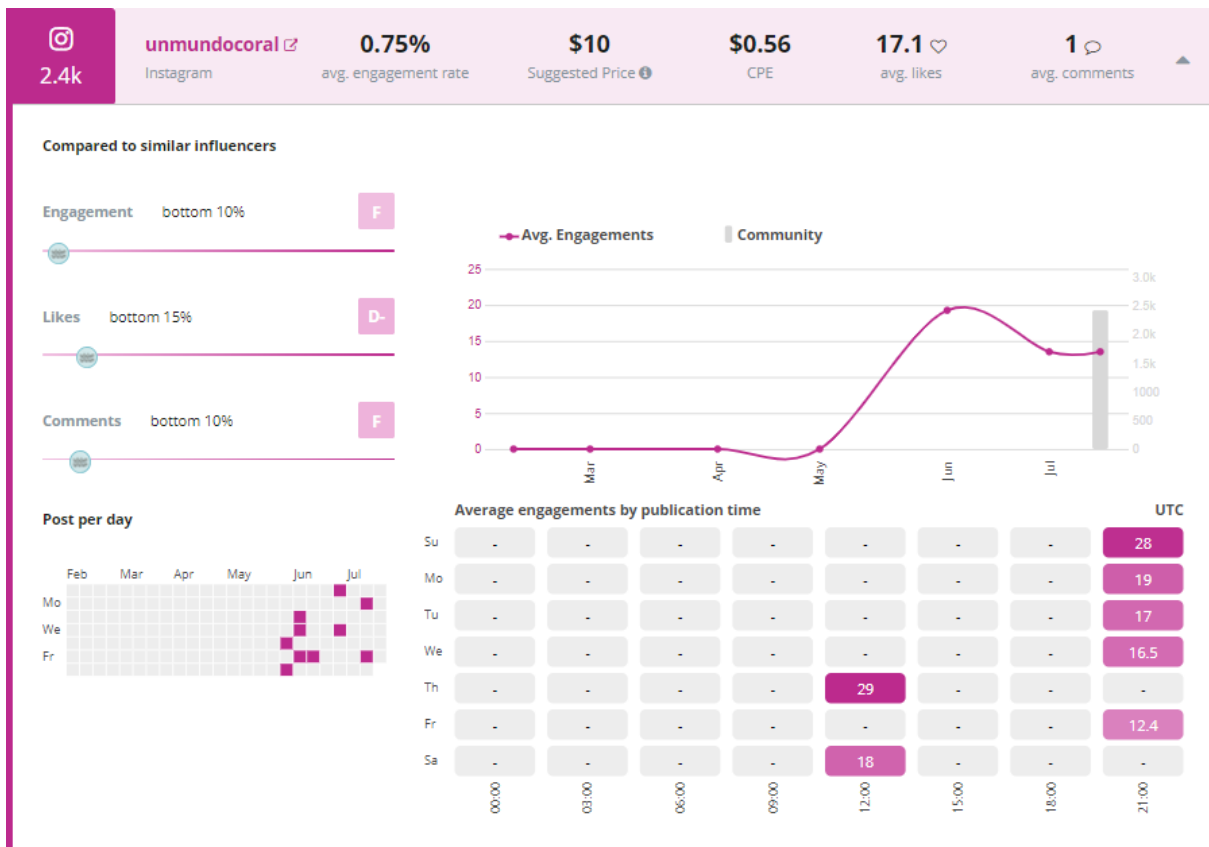 2.4k
unmundocoral
Instagram
0.75%
avg. engagement rate
$10
Suggested Price
$0.56
CPE
17.1
avg. likes
1
avg. comments
Compared to similar influencers
Engagement bottom 10% F
Likes bottom 15% D-
Comments bottom 10% F
Avg. Engagements Community
25
20
15
10
5
0
3.0k
2.5k
2.0k
1.5k
1000
500
0
Mar Apr May Jun Jul
Post per day
Feb Mar Apr May Jun Jul
Mo
We
Fr
Average engagements by publication time UTC
Su - - - - - - - 28
Mo - - - - - - - 19
Tu - - - - - - - 17
We - - - - - - - 16.5
Th - - - - 29 - - -
Fr - - - - - - - 12.4
Sa - - - - 18 - - -
00:00 03:00 06:00 09:00 12:00 15:00 18:00 21:00